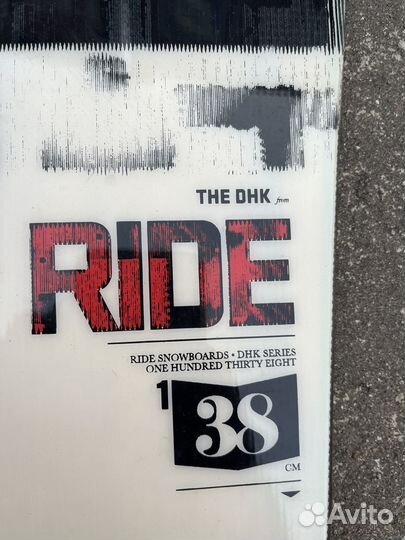 THE DHK from
RIDE
RIDE SNOWBOARDS • DHK SERIES
ONE HUNDRED THIRTY EIGHT
1 38
CM
Avito